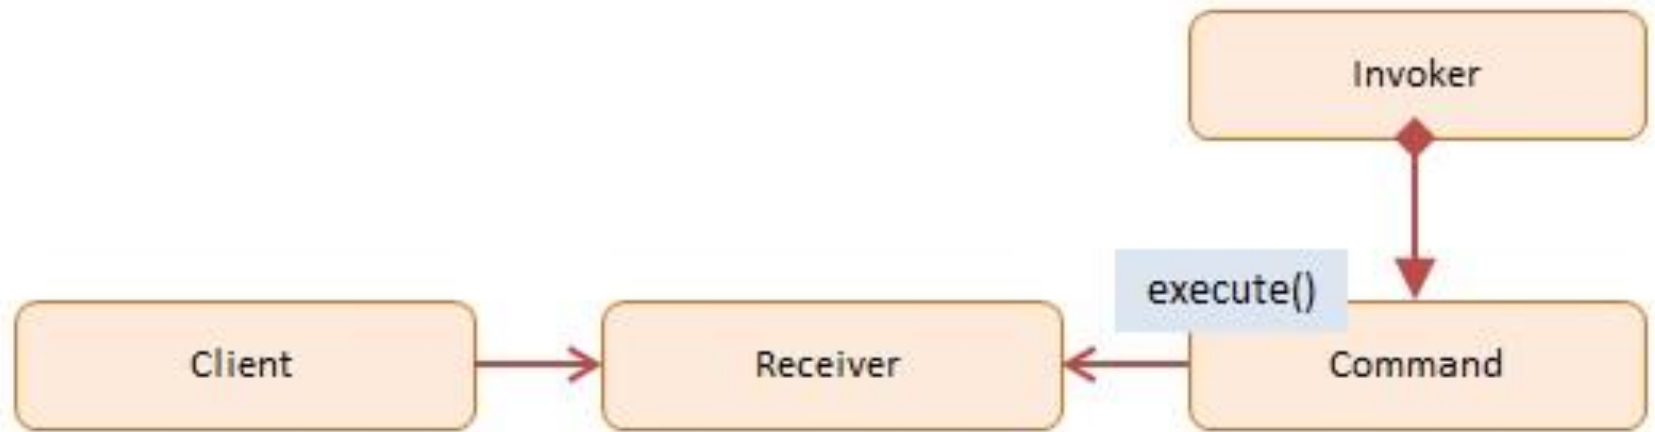 Invoker
execute()
Client
Receiver
Command